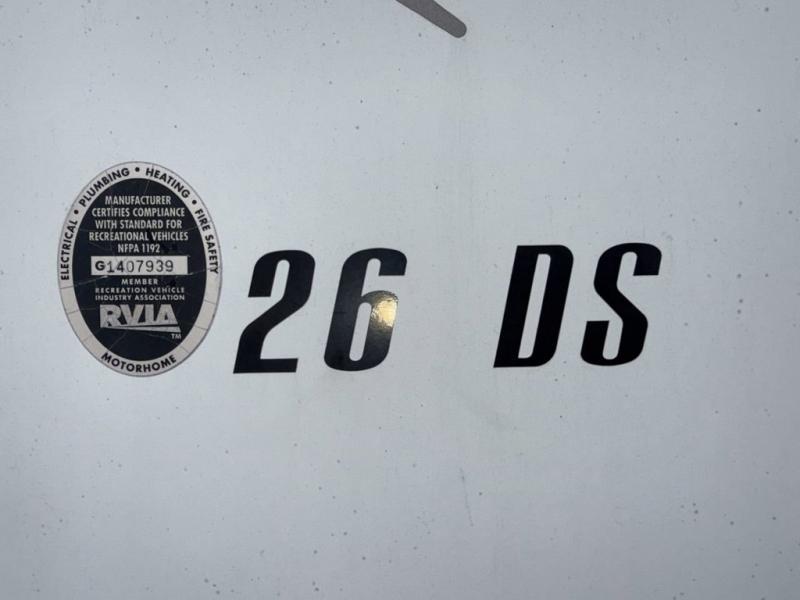 ELECTRICAL • PLUMBING • HEATING • FIRE SAFETY
MANUFACTURER
CERTIFIES COMPLIANCE
WITH STANDARD FOR
RECREATIONAL VEHICLES
NFPA 1192
G1407939
MEMBER
RECREATION VEHICLE
INDUSTRY ASSOCIATION
RVIA
TM
MOTORHOME
26 DS